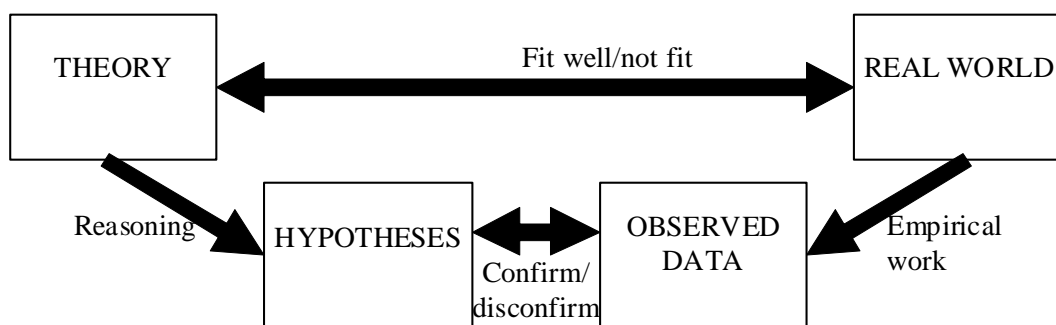 THEORY
Fit well/not fit
REAL WORLD
Reasoning
HYPOTHESES
Confirm/
disconfirm
OBSERVED
DATA
Empirical
work